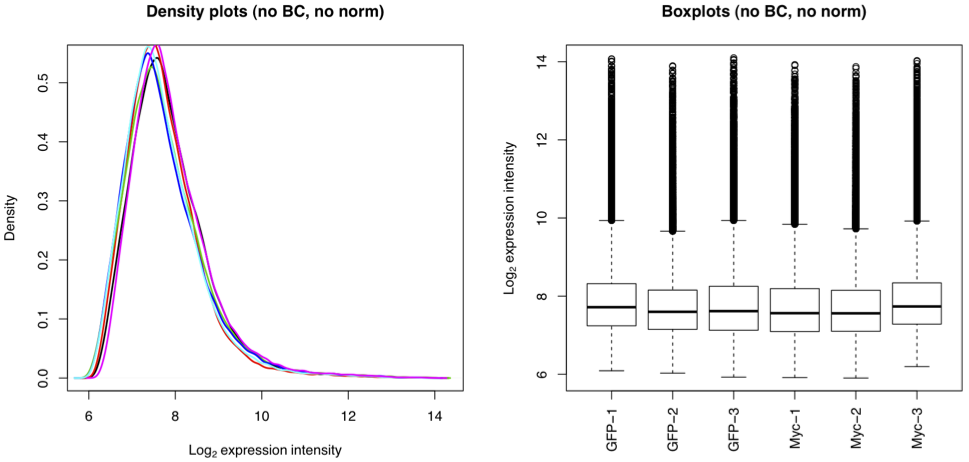 Density plots (no BC, no norm)
Density
0.0
0.1
0.2
0.3
0.4
0.5
6 8 10 12 14
Log₂ expression intensity
Boxplots (no BC, no norm)
Log₂ expression intensity
6
8
10
12
14
GFP−1
GFP−2
GFP−3
Myc−1
Myc−2
Myc−3